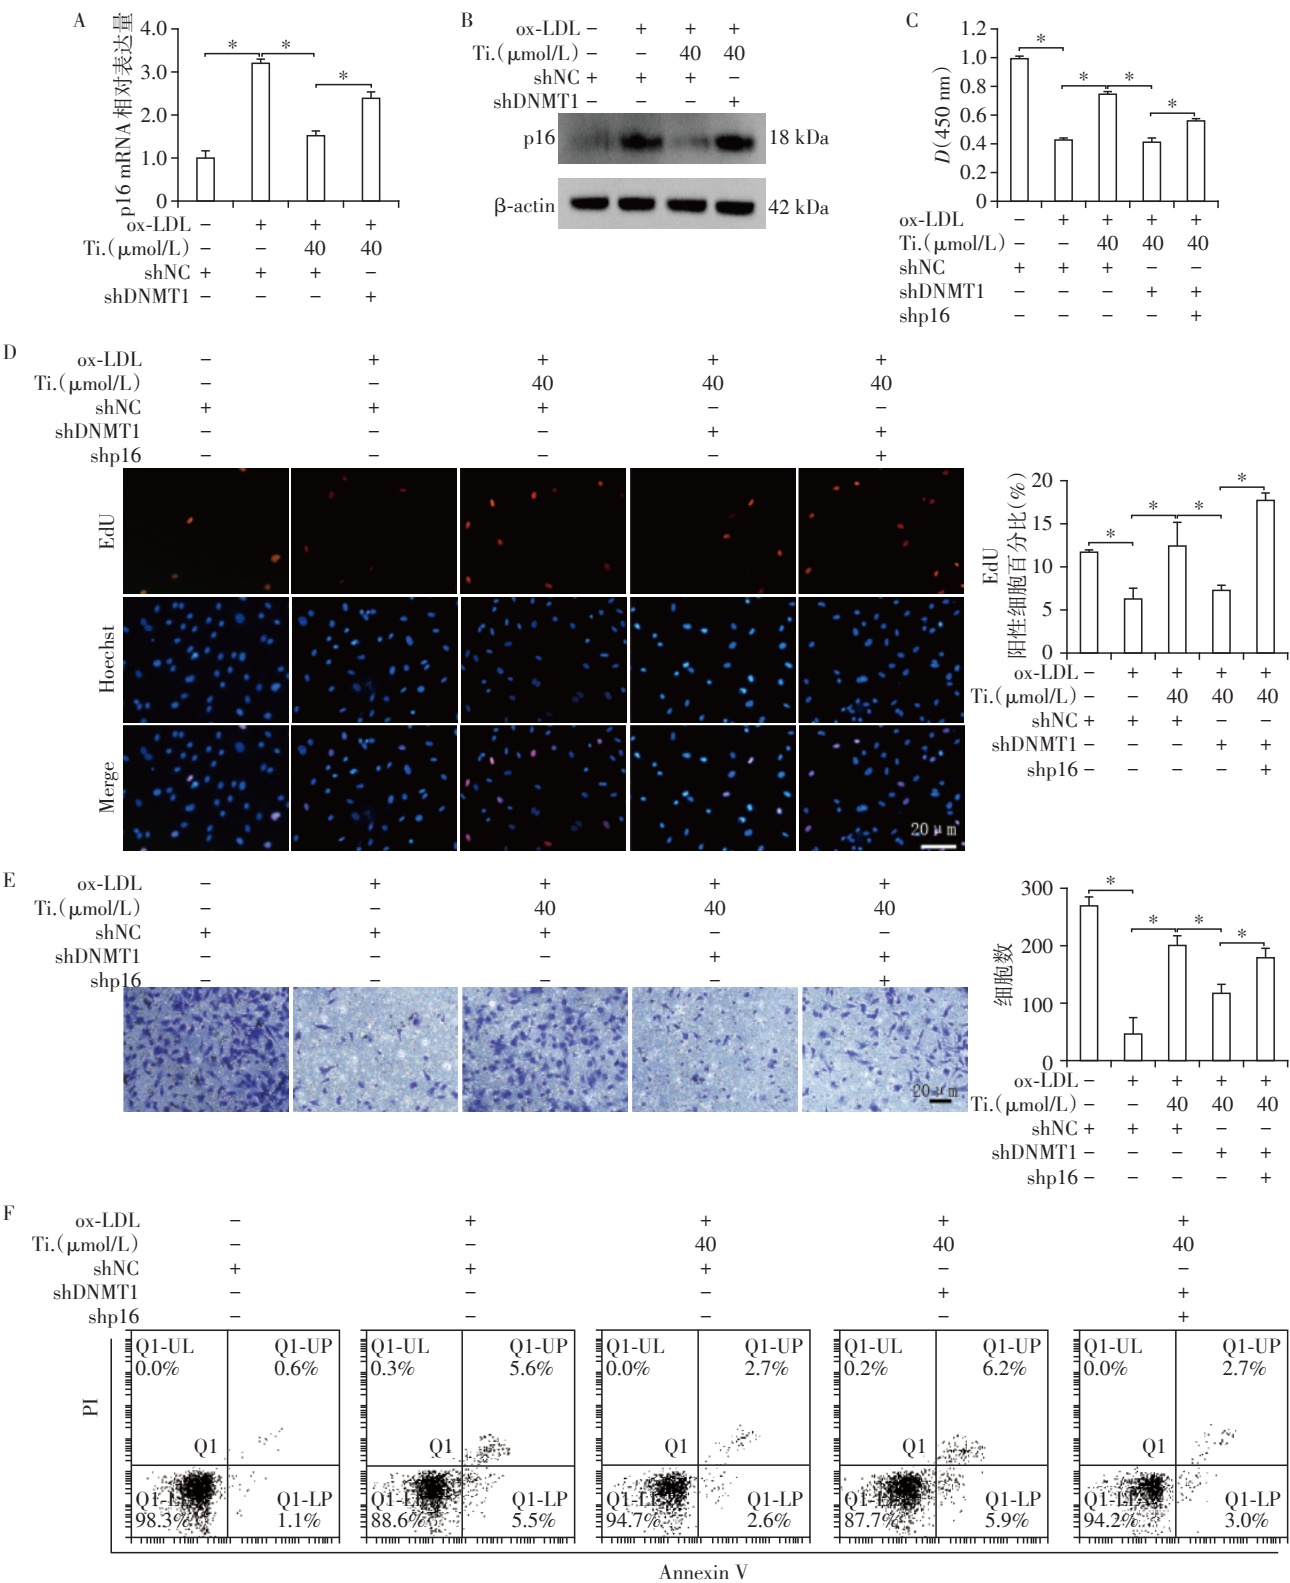 A
p16 mRNA 相对表达量
4.0
3.0
2.0
1.0
0
* * *
ox-LDL − + + +
Ti.(μmol/L) − − 40 40
shNC + + + −
shDNMT1 − − − +
B
ox-LDL − + + +
Ti.(μmol/L) − − 40 40
shNC + + + −
shDNMT1 − − − +
p16 18 kDa
β-actin 42 kDa
C
D(450 nm)
1.2
1.0
0.8
0.6
0.4
0.2
0
* * * *
ox-LDL − + + + +
Ti.(μmol/L) − − 40 40 40
shNC + + + − −
shDNMT1 − − − + +
shp16 − − − − +
D
ox-LDL − + + + +
Ti.(μmol/L) − − 40 40 40
shNC + + + − −
shDNMT1 − − − + +
shp16 − − − − +
EdU
Hoechst
Merge
20 μm
EdU
阳性细胞百分比(%)
20
15
10
5
0
* * * *
ox-LDL − + + + +
Ti.(μmol/L) − − 40 40 40
shNC + + + − −
shDNMT1 − − − + +
shp16 − − − − +
E
ox-LDL − + + + +
Ti.(μmol/L) − − 40 40 40
shNC + + + − −
shDNMT1 − − − + +
shp16 − − − − +
20 μm
细胞数
300
200
100
0
* * * *
ox-LDL − + + + +
Ti.(μmol/L) − − 40 40 40
shNC + + + − −
shDNMT1 − − − + +
shp16 − − − − +
F
ox-LDL − + + + +
Ti.(μmol/L) − − 40 40 40
shNC + + + − −
shDNMT1 − − − + +
shp16 − − − − +
PI
Q1-UL Q1-UP Q1-UL Q1-UP Q1-UL Q1-UP Q1-UL Q1-UP Q1-UL Q1-UP
0.0% 0.6% 0.3% 5.6% 0.0% 2.7% 0.2% 6.2% 0.0% 2.7%
Q1 Q1 Q1 Q1 Q1
Q1-LL Q1-LP Q1-LL Q1-LP Q1-LL Q1-LP Q1-LL Q1-LP Q1-LL Q1-LP
98.3% 1.1% 88.6% 5.5% 94.7% 2.6% 87.7% 5.9% 94.2% 3.0%
Annexin V